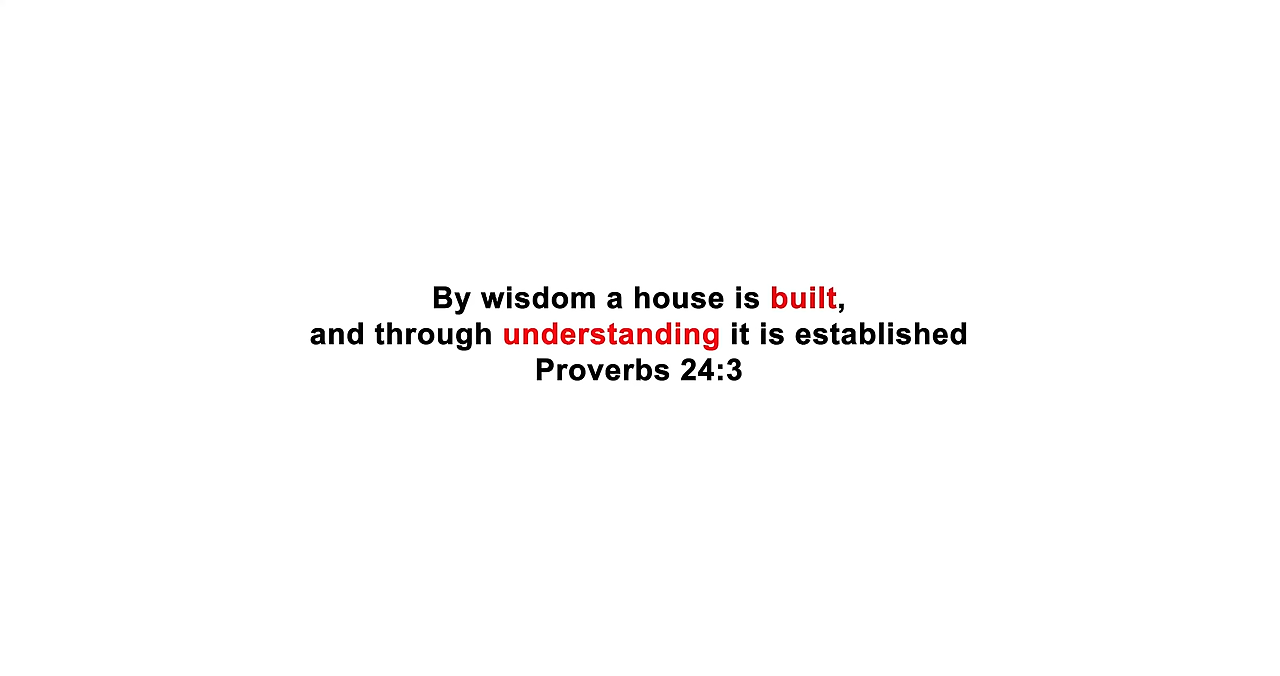 By wisdom a house is built,
and through understanding it is established
Proverbs 24:3